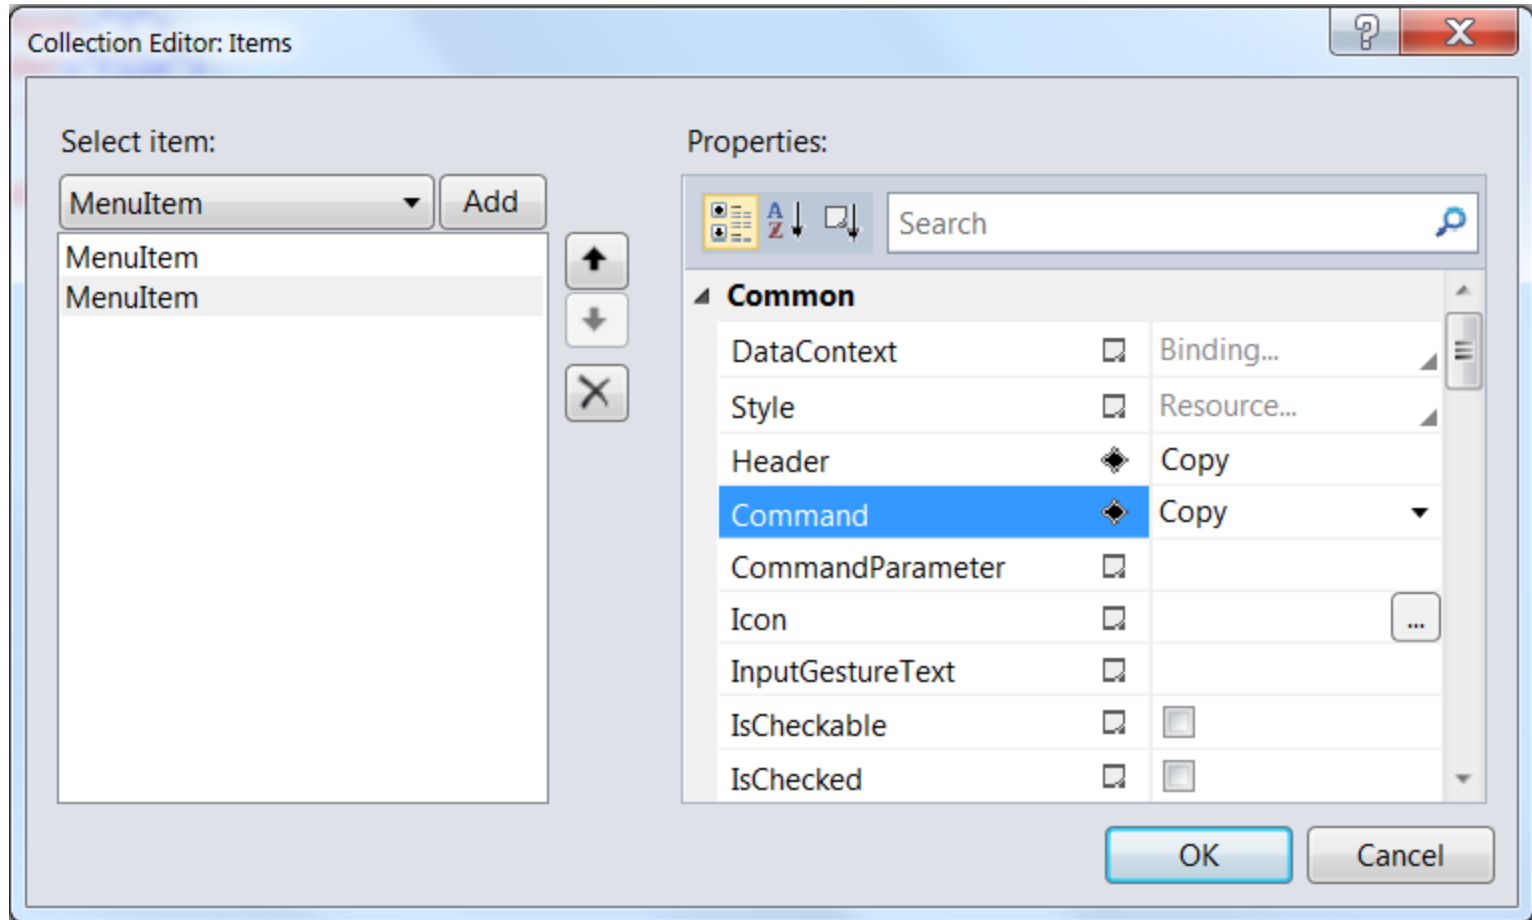 Collection Editor: Items
Select item:
MenuItem
Add
MenuItem
MenuItem
Properties:
A
Z
Search
Common
DataContext Binding...
Style Resource...
Header Copy
Command Copy
CommandParameter
Icon ...
InputGestureText
IsCheckable
IsChecked
OK
Cancel